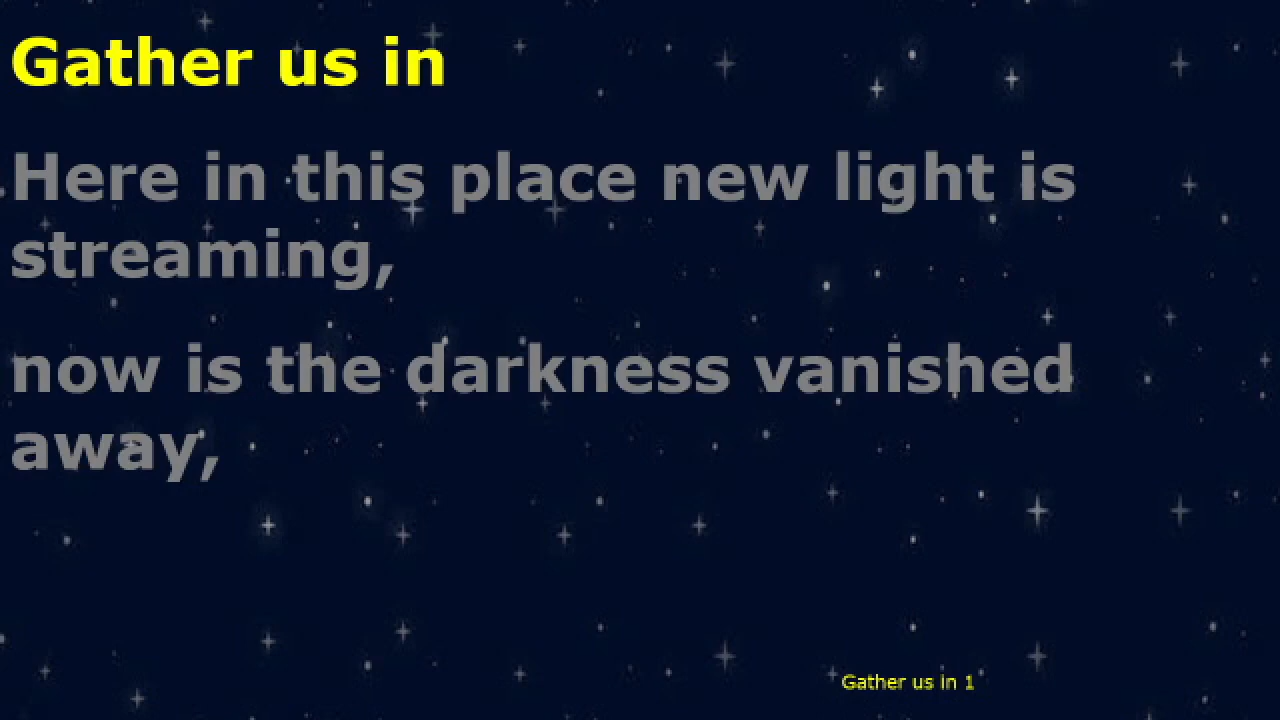 Gather us in
Here in this place new light is
streaming,
now is the darkness vanished
away,
Gather us in 1